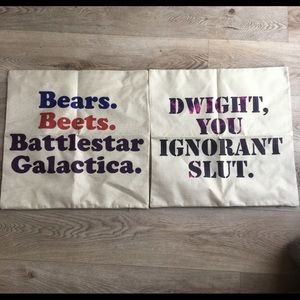 Bears.
Beets.
Battlestar
Galactica.
DWIGHT,
YOU
IGNORANT
SLUT.